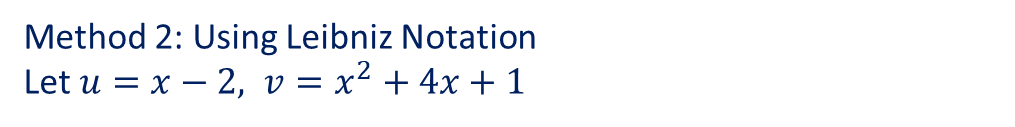 Method 2: Using Leibniz Notation
Let u = x − 2, v = x² + 4x + 1